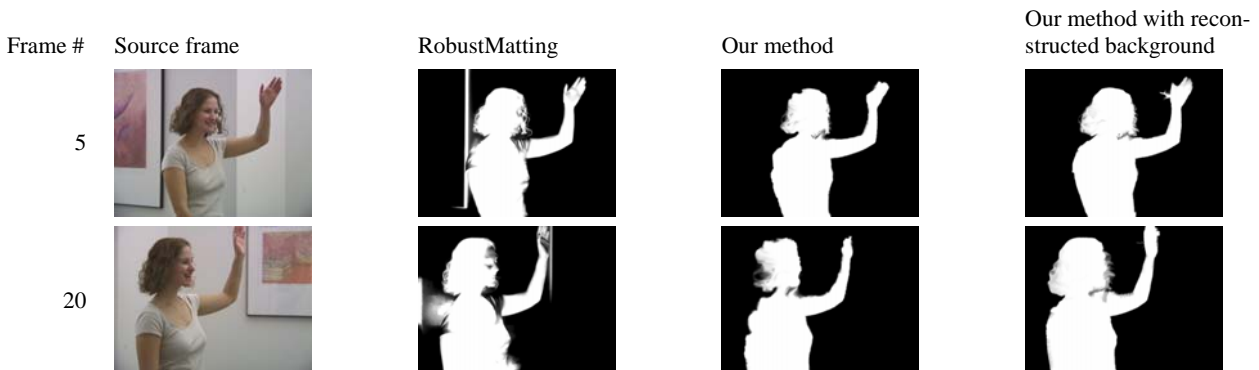 Frame #
Source frame
RobustMatting
Our method
Our method with recon-
structed background
5
20